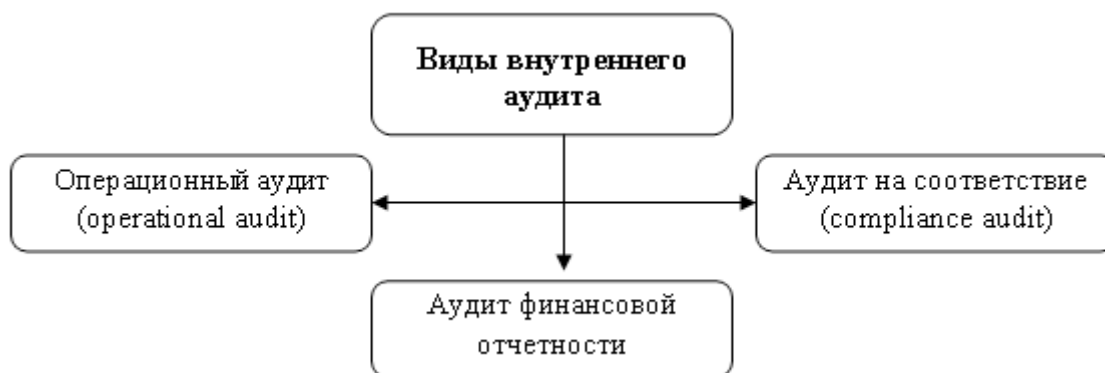 Виды внутреннего
аудита
Операционный аудит
(operational audit)
Аудит на соответствие
(compliance audit)
Аудит финансовой
отчетности